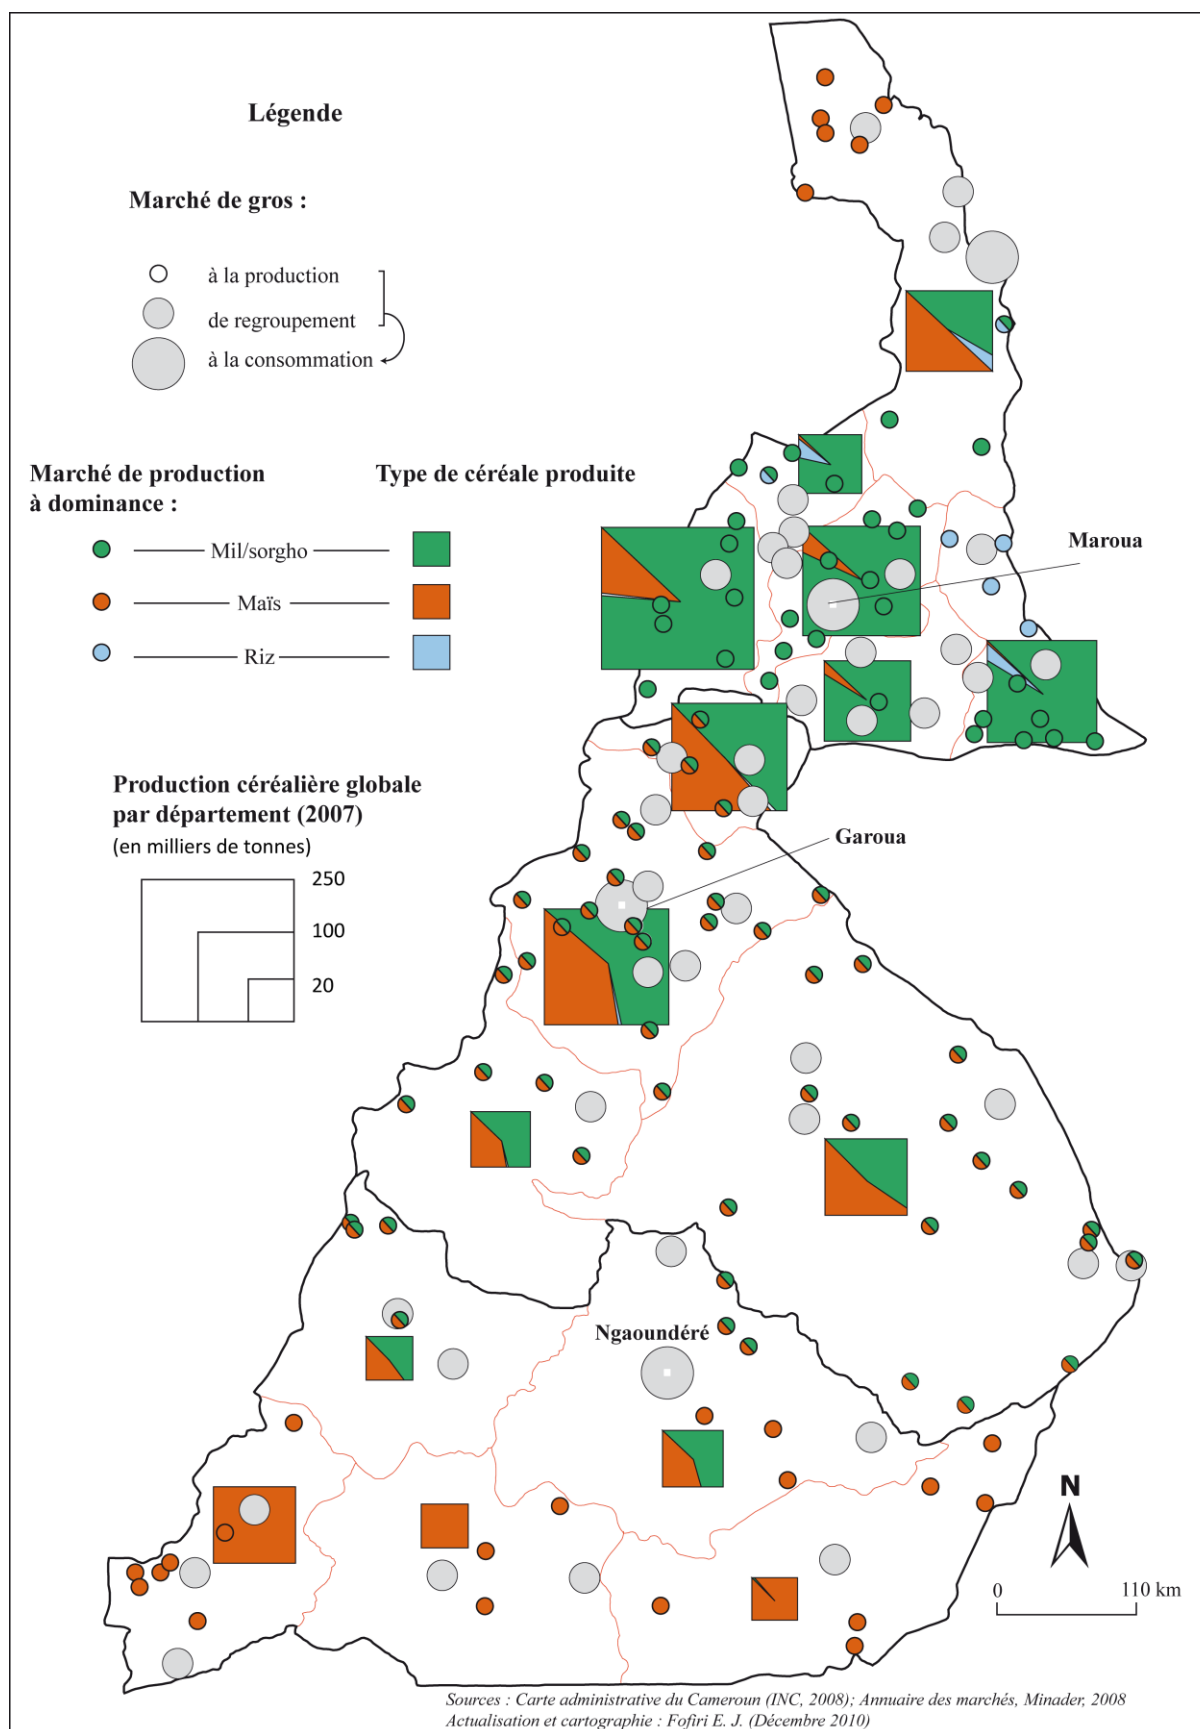 Légende
Marché de gros :
à la production
de regroupement
à la consommation
Marché de production
à dominance :
Type de céréale produite
Mil/sorgho
Maïs
Riz
Production céréalière globale
par département (2007)
(en milliers de tonnes)
250
100
20
Maroua
Garoua
Ngaoundéré
N
0
110 km
Sources : Carte administrative du Cameroun (INC, 2008); Annuaire des marchés, Minader, 2008
Actualisation et cartographie : Fofiri E. J. (Décembre 2010)